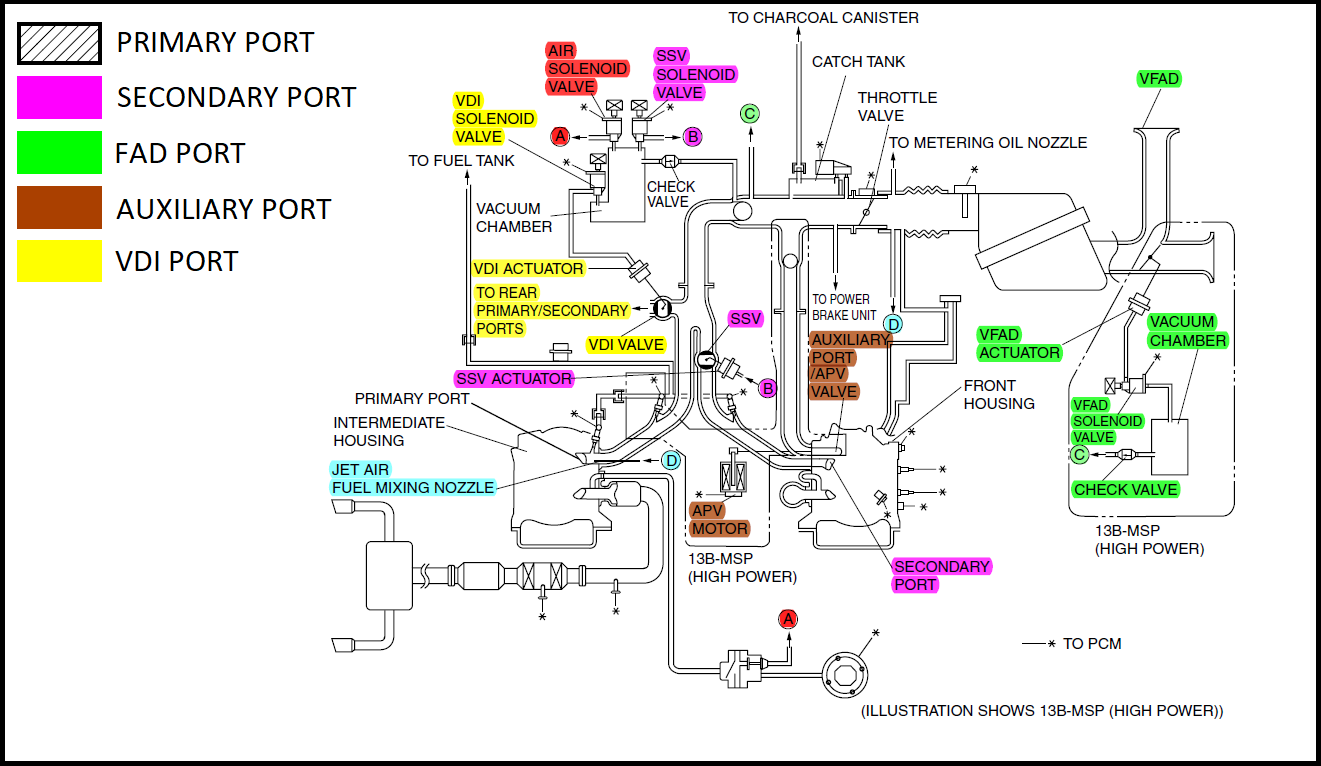 PRIMARY PORT
SECONDARY PORT
FAD PORT
AUXILIARY PORT
VDI PORT
TO CHARCOAL CANISTER
AIR
SOLENOID
VALVE
SSV
SOLENOID
VALVE
CATCH TANK
VFAD
VDI
SOLENOID
VALVE
THROTTLE
VALVE
A
B
C
TO METERING OIL NOZZLE
TO FUEL TANK
CHECK
VALVE
VACUUM
CHAMBER
VDI ACTUATOR
TO REAR
PRIMARY/SECONDARY
PORTS
TO POWER
BRAKE UNIT
D
VDI VALVE
SSV
AUXILIARY
PORT
/APV
VALVE
VFAD
ACTUATOR
VACUUM
CHAMBER
SSV ACTUATOR
B
PRIMARY PORT
INTERMEDIATE
HOUSING
FRONT
HOUSING
VFAD
SOLENOID
VALVE
C
CHECK VALVE
JET AIR
FUEL MIXING NOZZLE
D
APV
MOTOR
13B-MSP
(HIGH POWER)
13B-MSP
(HIGH POWER)
SECONDARY
PORT
A
* TO PCM
(ILLUSTRATION SHOWS 13B-MSP (HIGH POWER))